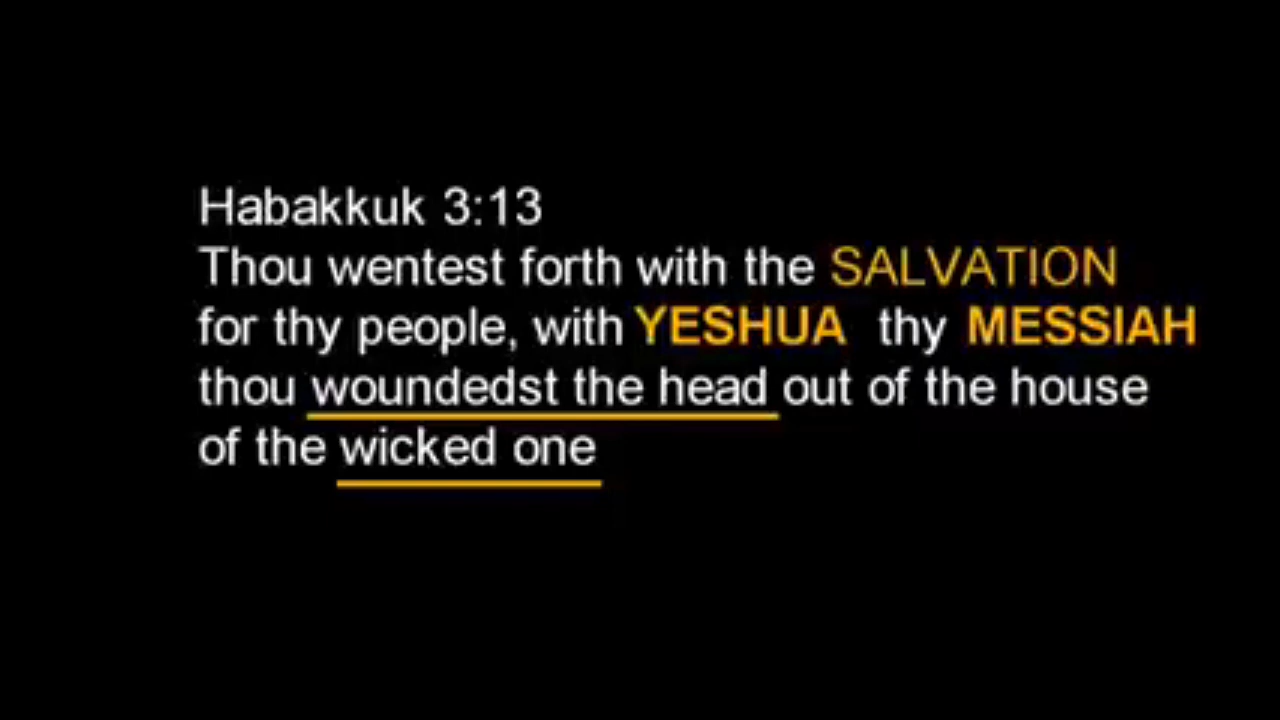 Habakkuk 3:13
Thou wentest forth with the SALVATION
for thy people, with YESHUA thy MESSIAH
thou woundedst the head out of the house
of the wicked one